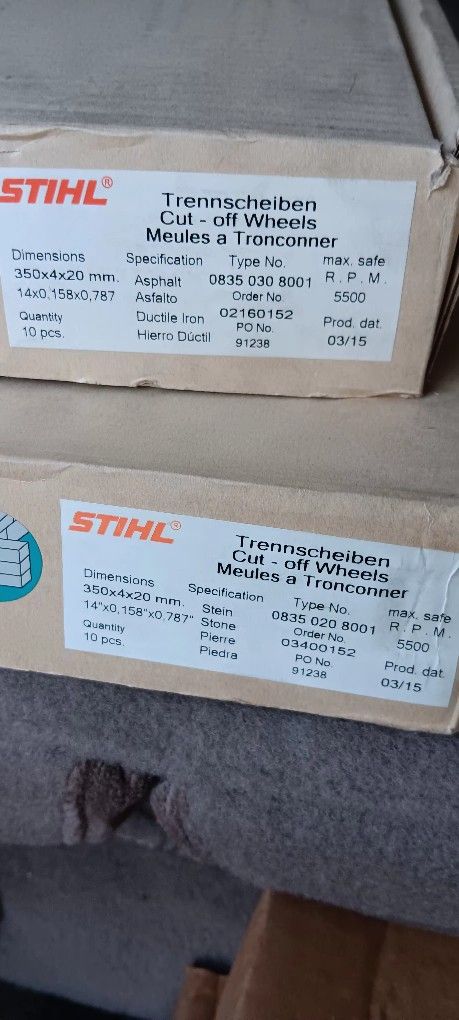 STIHL®
Trennscheiben
Cut - off Wheels
Meules a Tronconner
Dimensions Specification Type No. max. safe
350x4x20 mm. Asphalt 0835 030 8001 R. P. M.
14x0,158x0,787 Asfalto Order No. 5500
Quantity Ductile Iron 02160152 Prod. dat.
10 pcs. Hierro Dúctil PO No. 03/15
91238
STIHL®
Trennscheiben
Cut - off Wheels
Meules a Tronconner
Dimensions Specification Type No. max. safe
350x4x20 mm. Stein 0835 020 8001 R. P. M.
14"x0,158"x0,787" Stone Order No. 5500
Quantity Pierre 03400152 Prod. dat.
10 pcs. Piedra PO No. 03/15
91238